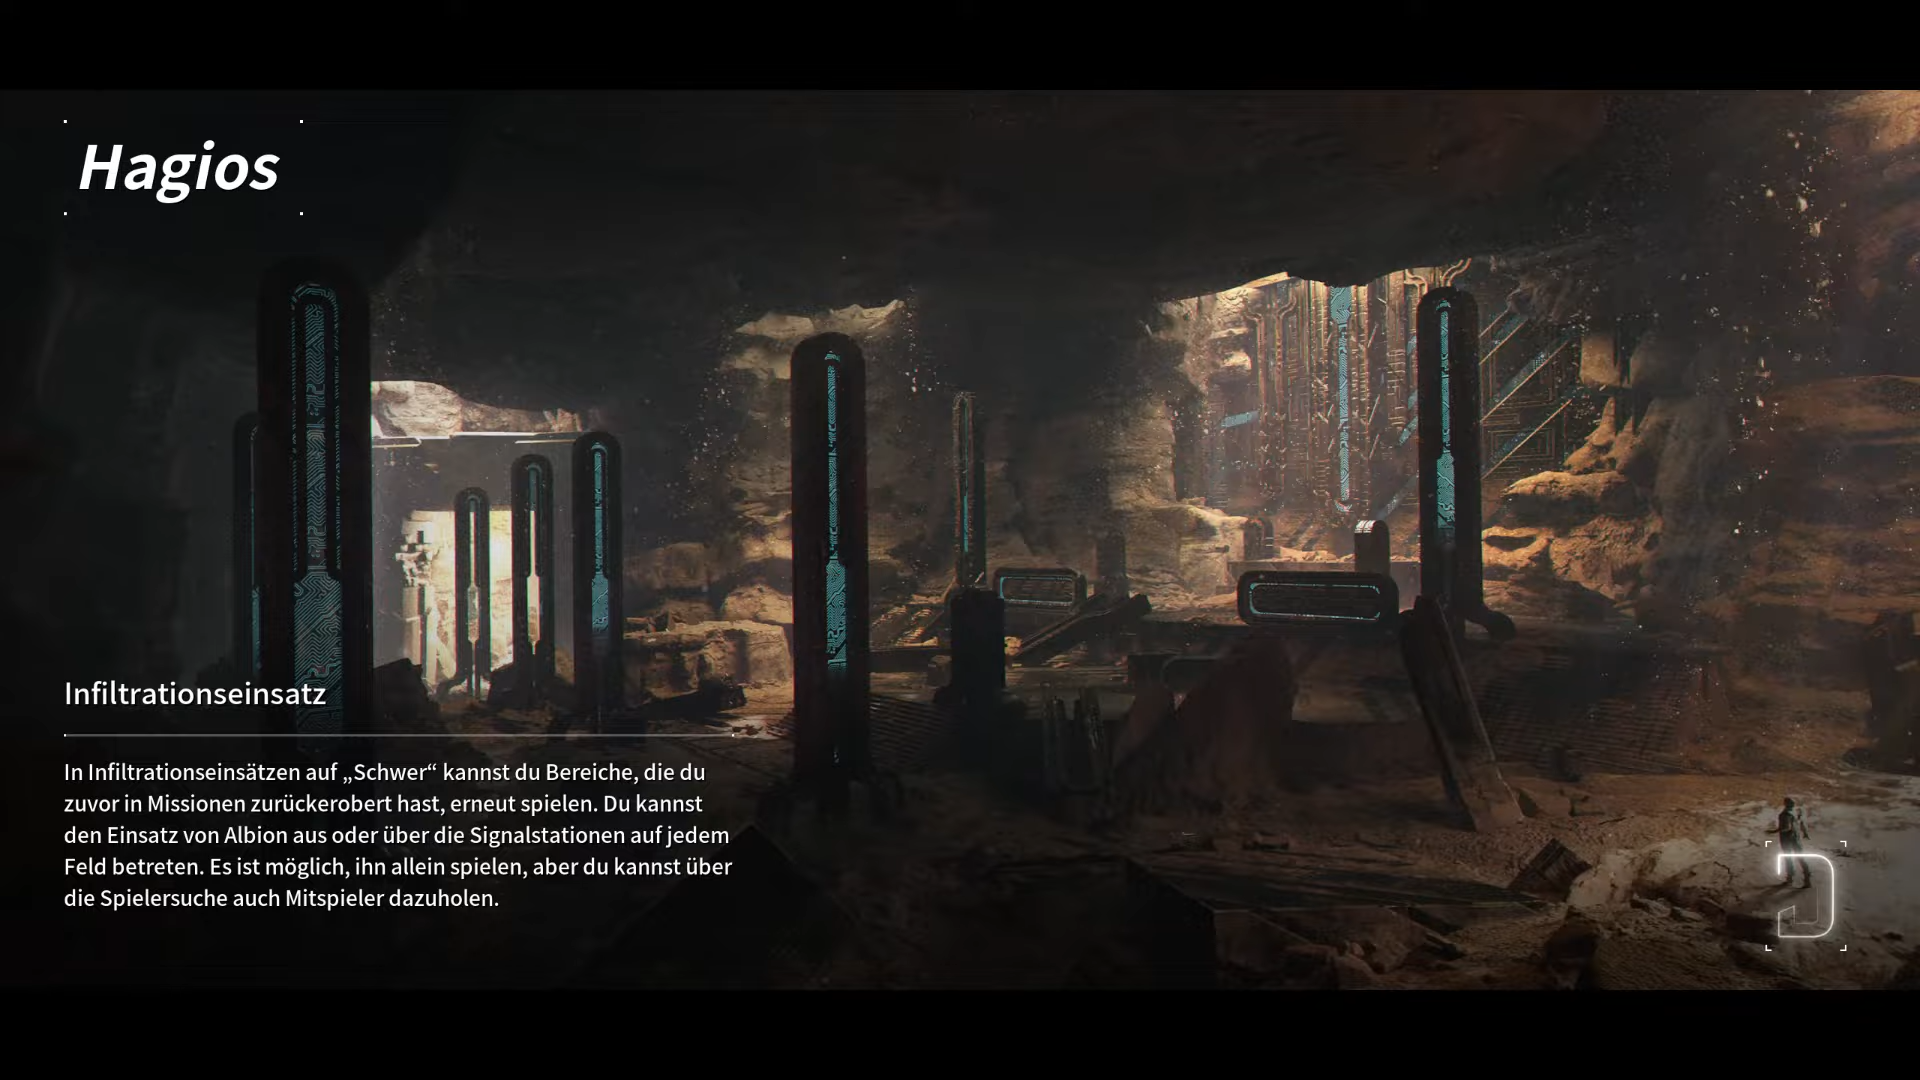 Hagios
Infiltrationseinsatz
In Infiltrationseinsätzen auf „Schwer“ kannst du Bereiche, die du
zuvor in Missionen zurückerobert hast, erneut spielen. Du kannst
den Einsatz von Albion aus oder über die Signalstationen auf jedem
Feld betreten. Es ist möglich, ihn allein spielen, aber du kannst über
die Spielersuche auch Mitspieler dazuholen.